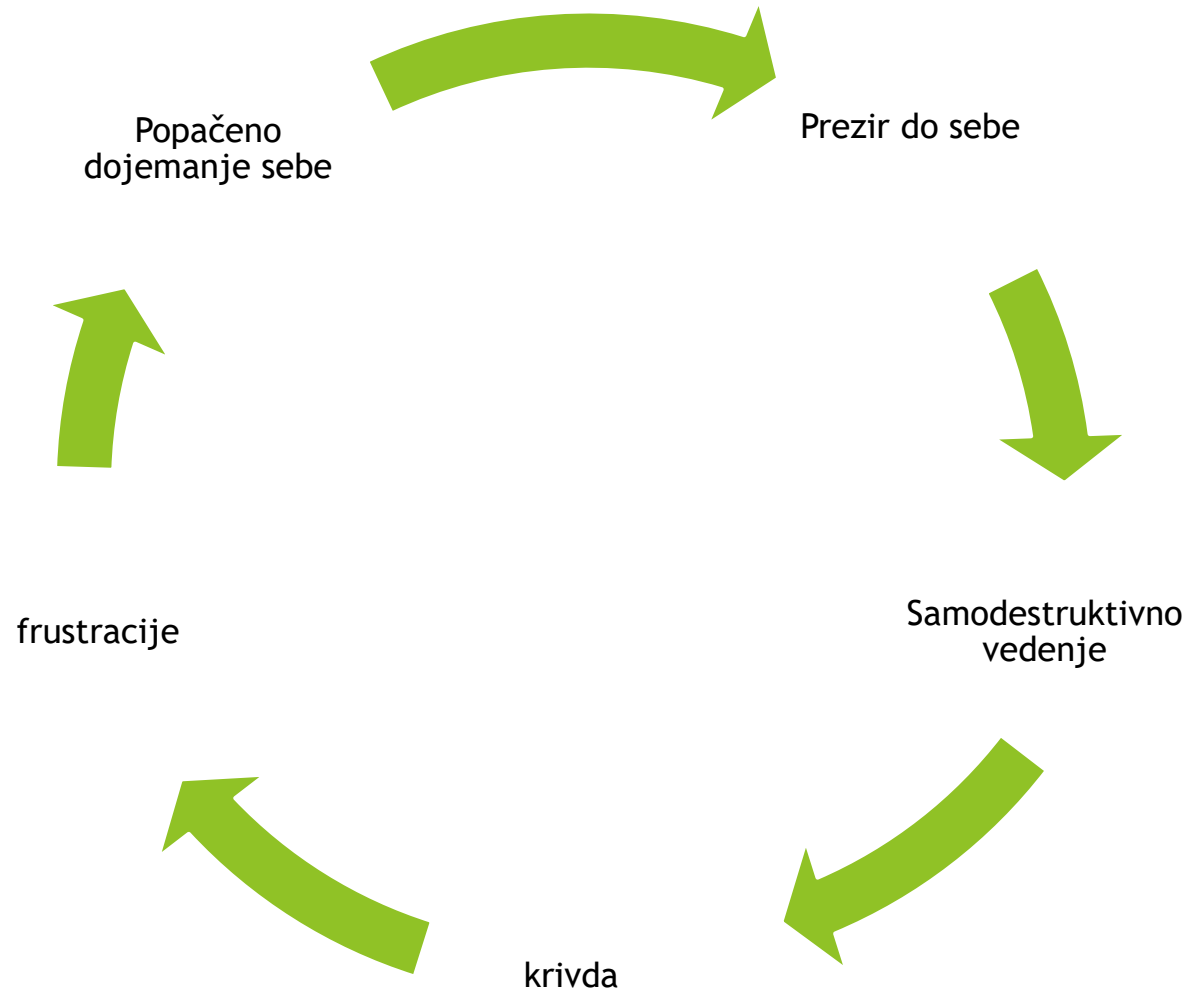 Popačeno
dojemanje sebe
Prezir do sebe
Samodestruktivno
vedenje
krivda
frustracije